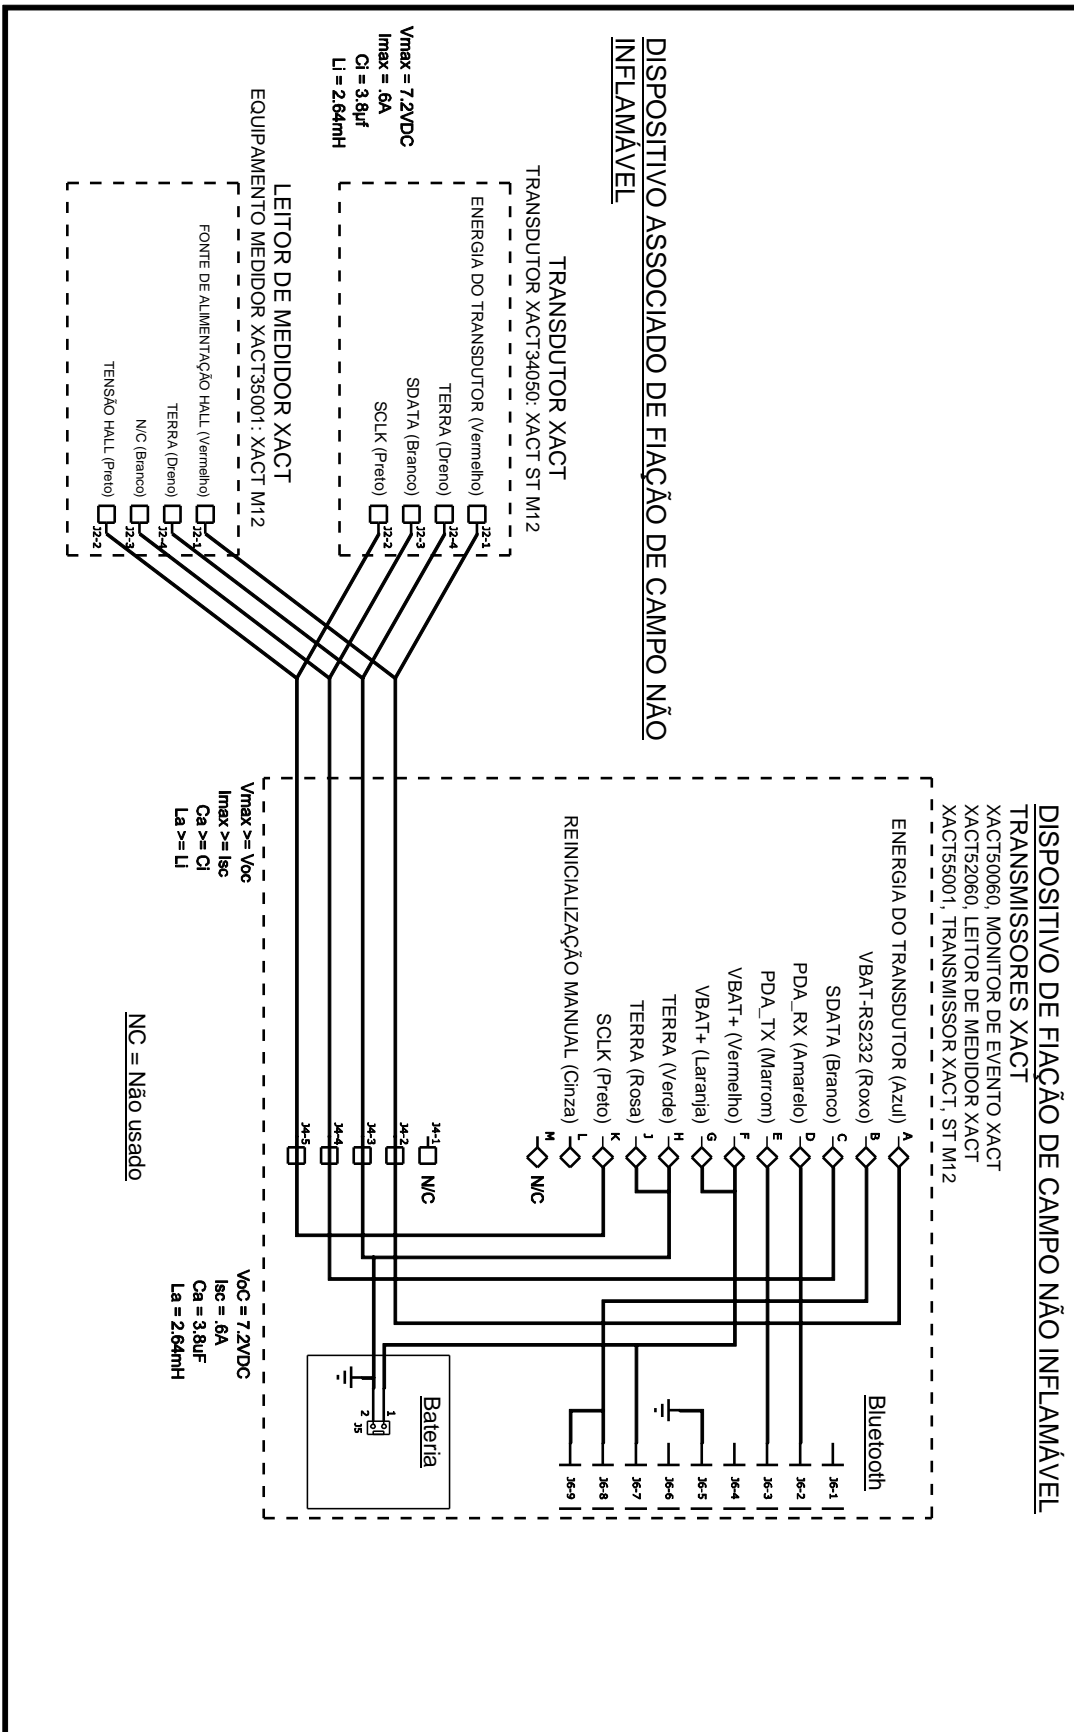 DISPOSITIVO DE FIAÇÃO DE CAMPO NÃO INFLAMÁVEL
TRANSMISSORES XACT
XACT50060, MONITOR DE EVENTO XACT
XACT52060, LEITOR DE MEDIDOR XACT
XACT55001, TRANSMISSOR XACT, ST M12
ENERGIA DO TRANSDUTOR (Azul)
A
VBAT-RS232 (Roxo)
B
SDATA (Branco)
C
PDA_RX (Amarelo)
D
PDA_TX (Marrom)
E
VBAT+ (Vermelho)
F
VBAT+ (Laranja)
G
TERRA (Verde)
H
TERRA (Rosa)
J
SCLK (Preto)
K
REINICIALIZAÇÃO MANUAL (Cinza)
L
M
N/C
Bluetooth
J6-1
J6-2
J6-3
J6-4
J6-5
J6-6
J6-7
J6-8
J6-9
J4-1
N/C
J4-2
J4-3
J4-4
J4-5
Bateria
1
2
J5
DISPOSITIVO ASSOCIADO DE FIAÇÃO DE CAMPO NÃO
INFLAMÁVEL
TRANSDUTOR XACT
TRANSDUTOR XACT34050: XACT ST M12
ENERGIA DO TRANSDUTOR (Vermelho)
J2-1
TERRA (Dreno)
J2-4
SDATA (Branco)
J2-3
SCLK (Preto)
J2-2
Vmax = 7.2VDC
Imax = .6A
Ci = 3.8µf
Li = 2.64mH
LEITOR DE MEDIDOR XACT
EQUIPAMENTO MEDIDOR XACT35001: XACT M12
FONTE DE ALIMENTAÇÃO HALL (Vermelho)
J2-1
TERRA (Dreno)
J2-4
N/C (Branco)
J2-3
TENSÃO HALL (Preto)
J2-2
Vmax >= Voc
Imax >= Isc
Ca >= Ci
La >= Li
VoC = 7.2VDC
Isc = .6A
Ca = 3.8uF
La = 2.64mH
NC = Não usado